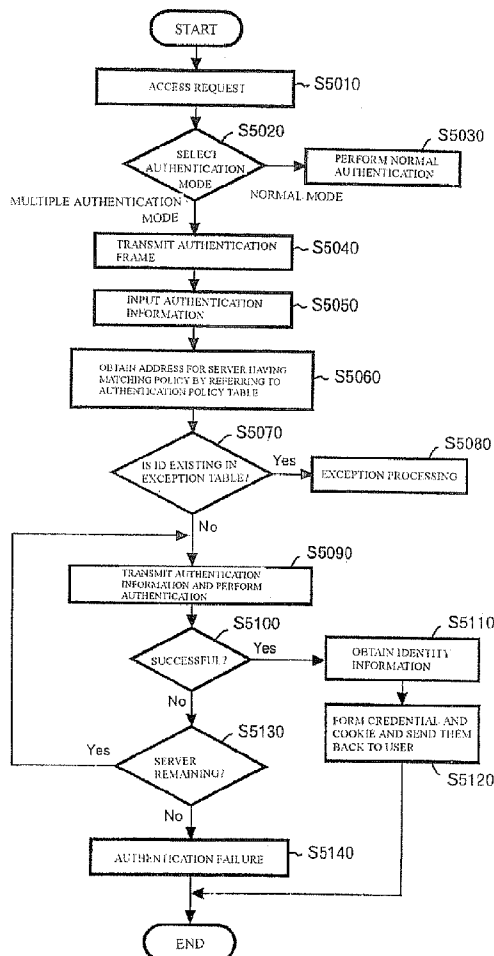 START
ACCESS REQUEST
S5010
S5020
SELECT
AUTHENTICATION
MODE
S5030
PERFORM NORMAL
AUTHENTICATION
NORMAL MODE
MULTIPLE AUTHENTICATION
MODE
TRANSMIT AUTHENTICATION
FRAME
S5040
INPUT AUTHENTICATION
INFORMATION
S5050
OBTAIN ADDRESS FOR SERVER HAVING
MATCHING POLICY BY REFERRING TO
AUTHENTICATION POLICY TABLE
S5060
S5070
IS ID EXISTING IN
EXCEPTION TABLE?
Yes
S5080
EXCEPTION PROCESSING
No
S5090
TRANSMIT AUTHENTICATION
INFORMATION AND PERFORM
AUTHENTICATION
S5100
SUCCESSFUL?
Yes
S5110
OBTAIN IDENTITY
INFORMATION
No
FORM CREDENTIAL AND
COOKIE AND SEND THEM
BACK TO USER
S5120
S5130
SERVER
REMAINING?
Yes
No
AUTHENTICATION FAILURE
S5140
END